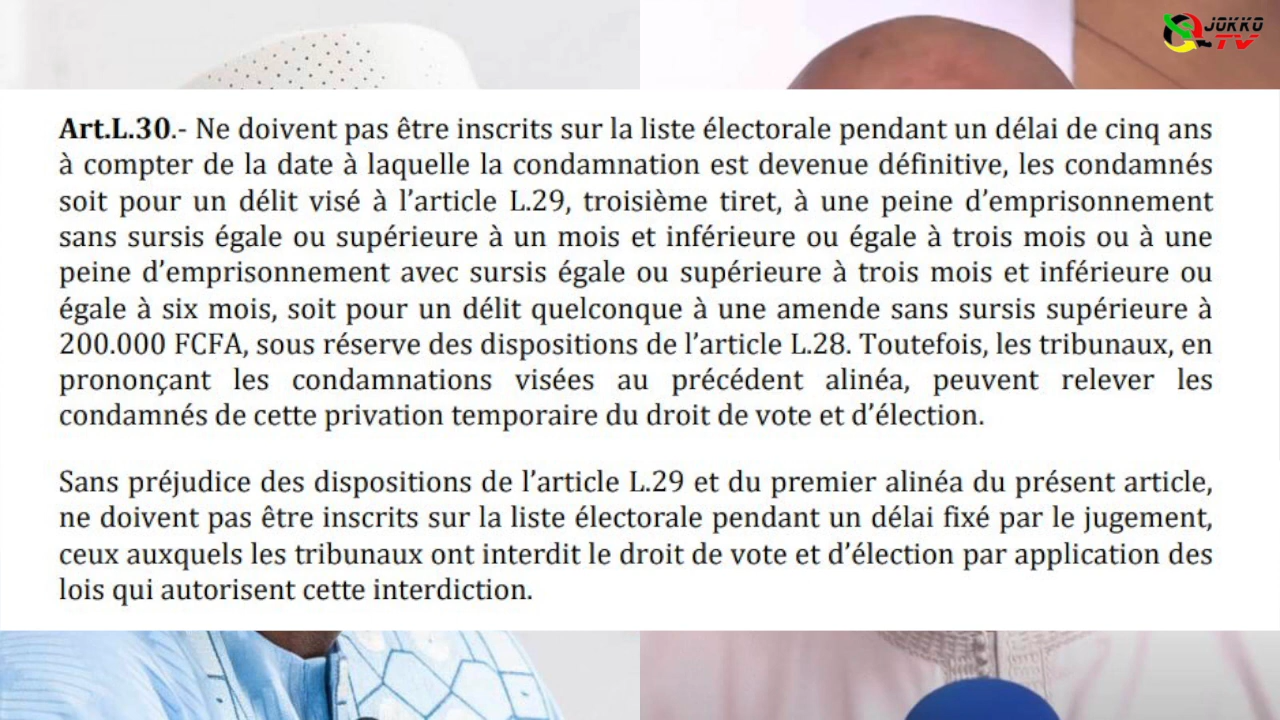 JOKKO
TV
Art.L.30.- Ne doivent pas être inscrits sur la liste électorale pendant un délai de cinq ans
à compter de la date à laquelle la condamnation est devenue définitive, les condamnés
soit pour un délit visé à l’article L.29, troisième tiret, à une peine d’emprisonnement
sans sursis égale ou supérieure à un mois et inférieure ou égale à trois mois ou à une
peine d’emprisonnement avec sursis égale ou supérieure à trois mois et inférieure ou
égale à six mois, soit pour un délit quelconque à une amende sans sursis supérieure à
200.000 FCFA, sous réserve des dispositions de l’article L.28. Toutefois, les tribunaux, en
prononçant les condamnations visées au précédent alinéa, peuvent relever les
condamnés de cette privation temporaire du droit de vote et d’élection.
Sans préjudice des dispositions de l’article L.29 et du premier alinéa du présent article,
ne doivent pas être inscrits sur la liste électorale pendant un délai fixé par le jugement,
ceux auxquels les tribunaux ont interdit le droit de vote et d’élection par application des
lois qui autorisent cette interdiction.